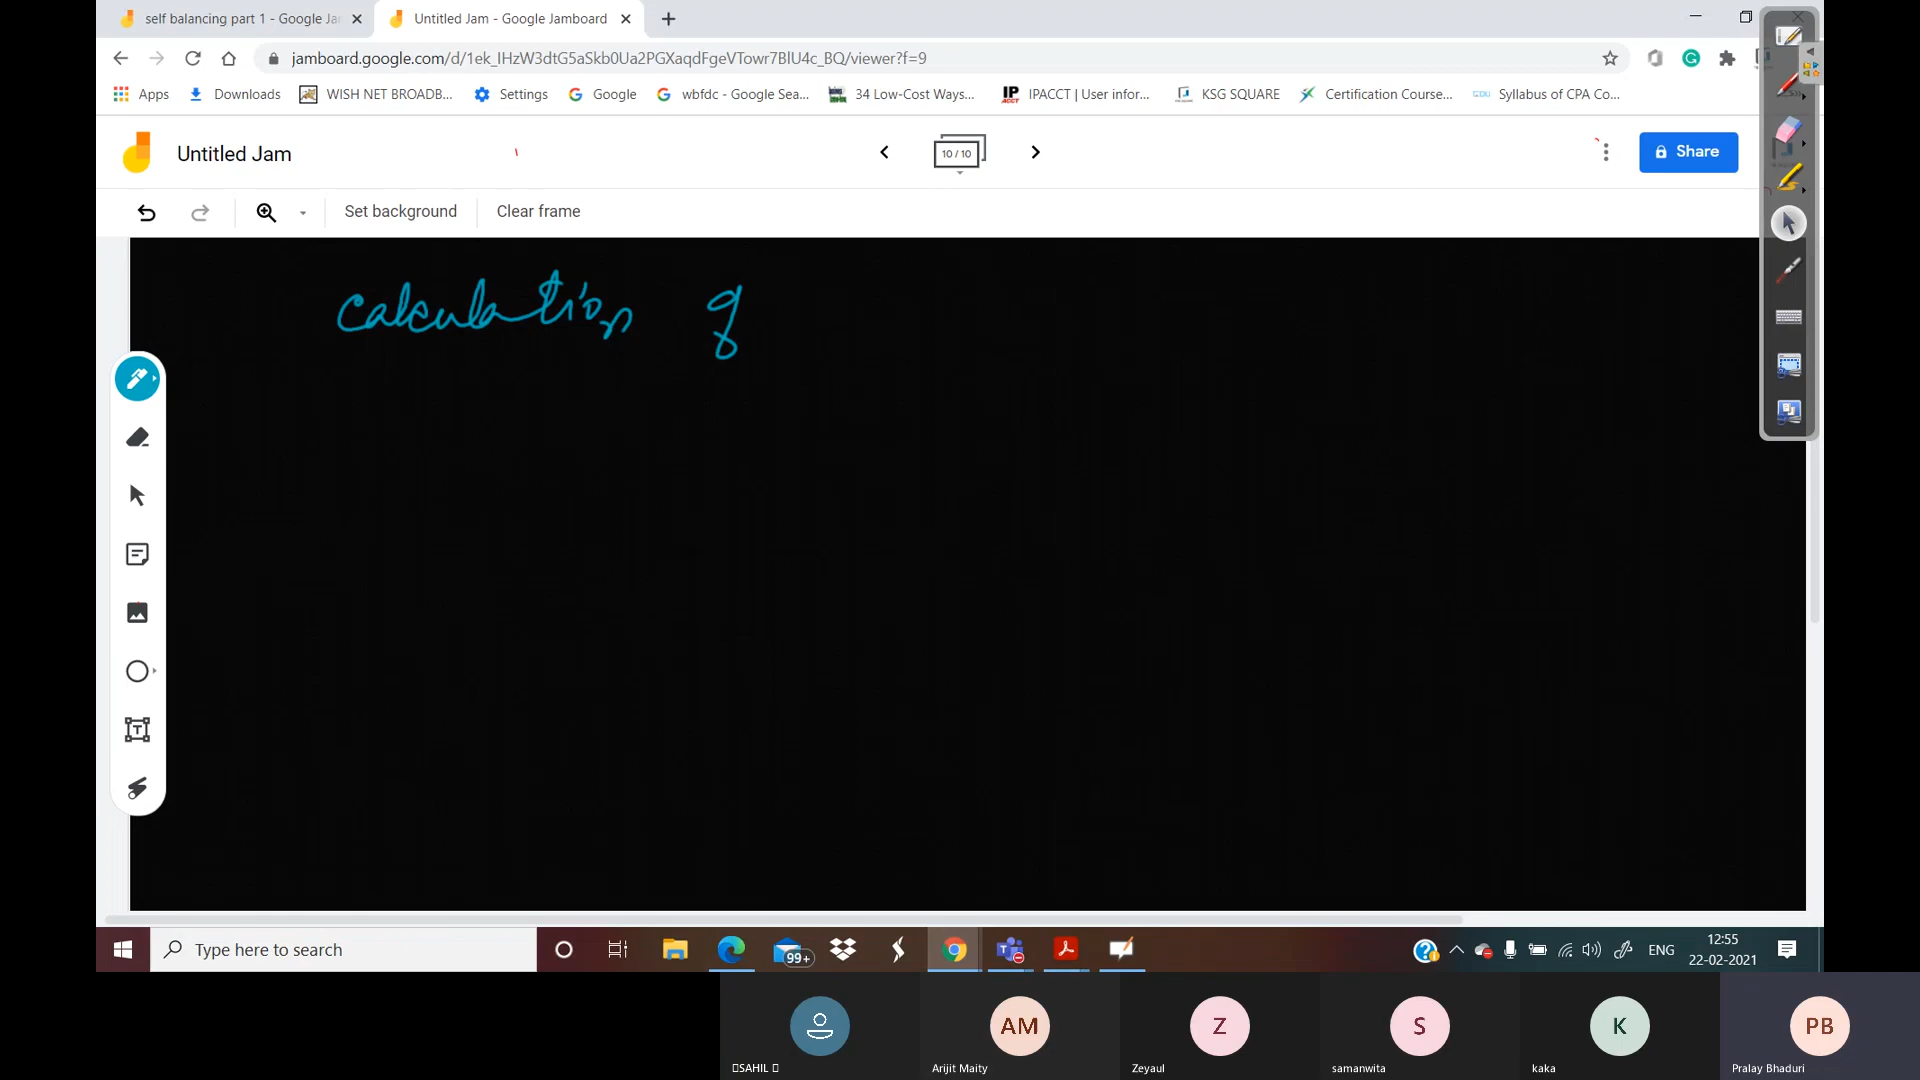 self balancing part 1 - Google Ja
Untitled Jam - Google Jamboard
jamboard.google.com/d/1ek_IHzW3dtG5aSkb0Ua2PGXaqdFgeVTowr7BlU4c_BQ/viewer?f=9
Apps Downloads WISH NET BROADB... Settings Google wbfdc - Google Sea... 34 Low-Cost Ways... IPACCT | User infor... KSG SQUARE Certification Course... Syllabus of CPA Co...
Untitled Jam
10 / 10
Share
Set background Clear frame
calculation of
Type here to search
99+
ENG
12:55
22-02-2021
AM Z S K PB
SAHIL Arijit Maity Zeyaul samanwita kaka Pralay Bhaduri